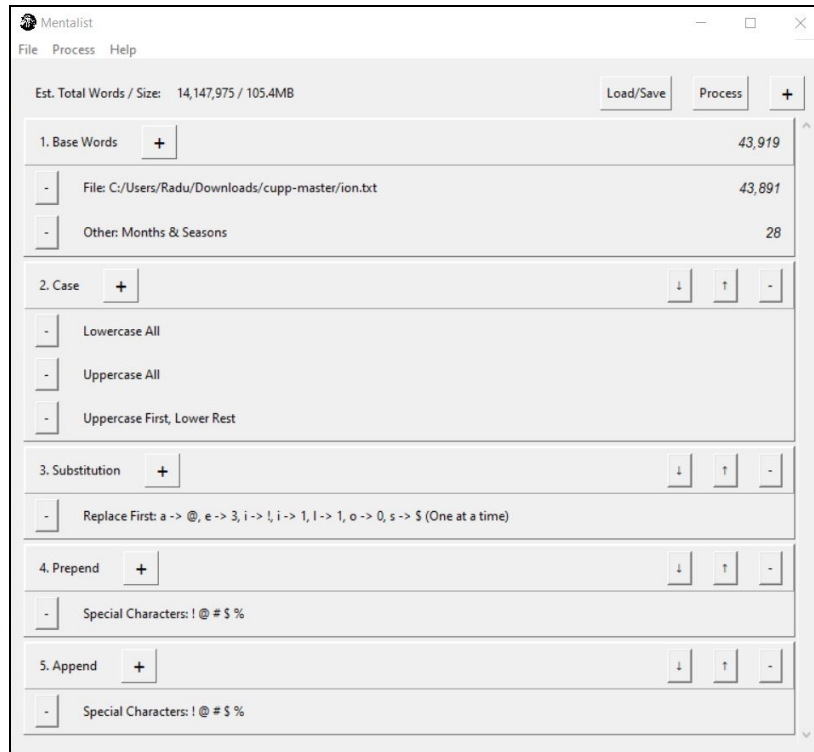 Mentalist
File Process Help
Est. Total Words / Size: 14,147,975 / 105.4MB Load/Save Process +
1. Base Words + 43,919
- File: C:/Users/Radu/Downloads/cupp-master/ion.txt 43,891
- Other: Months & Seasons 28
2. Case + ↓ ↑ -
- Lowercase All
- Uppercase All
- Uppercase First, Lower Rest
3. Substitution + ↓ ↑ -
- Replace First: a -> @, e -> 3, i -> !, i -> 1, l -> 1, o -> 0, s -> $ (One at a time)
4. Prepend + ↓ ↑ -
- Special Characters: ! @ # $ %
5. Append + ↓ ↑ -
- Special Characters: ! @ # $ %